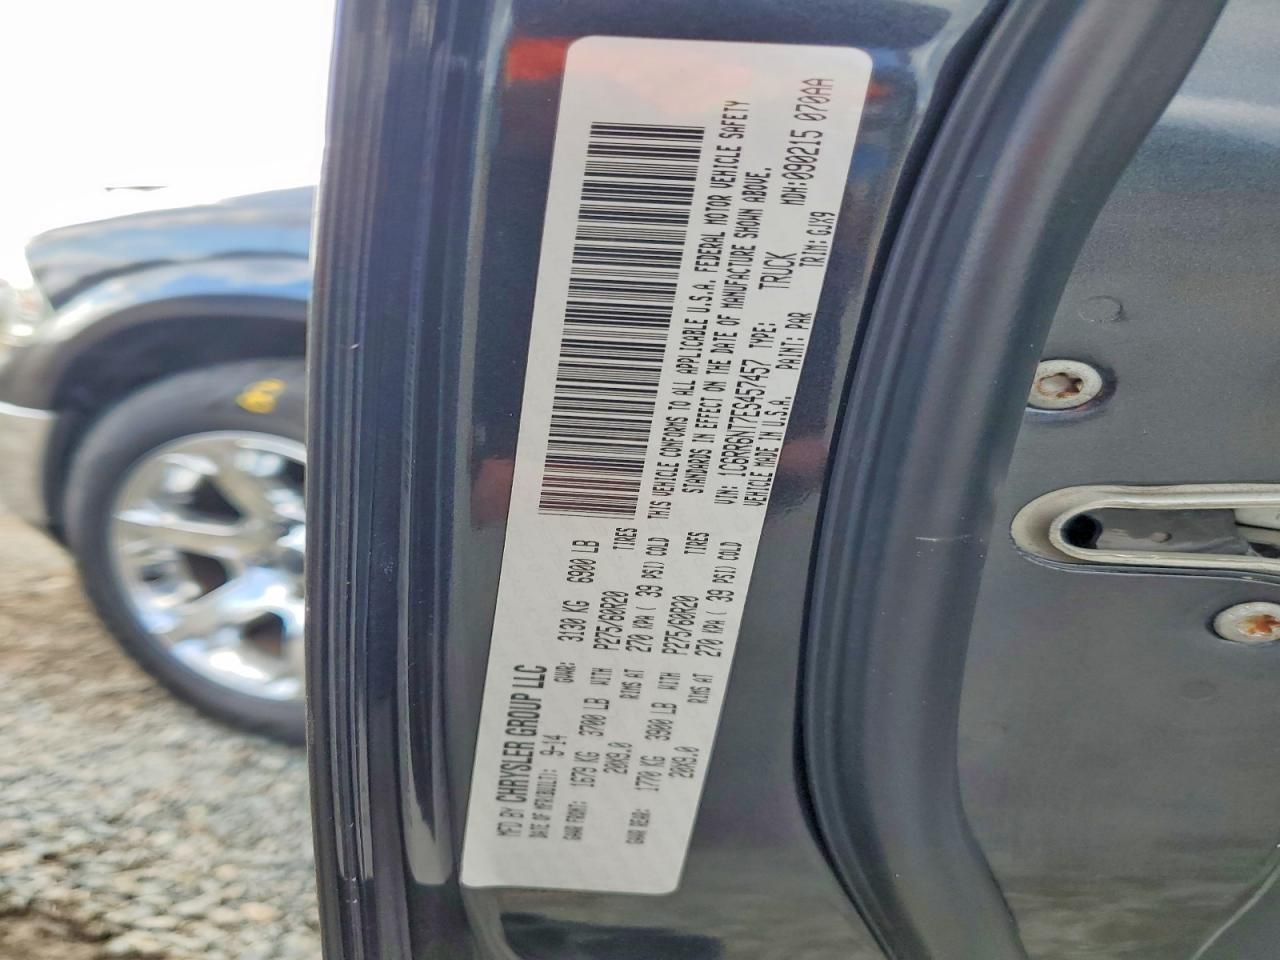 MFD BY CHRYSLER GROUP LLC
DATE OF MFR(BUILT): 9-14 GVWR: 3130 KG 6900 LB
GAWR FRONT: 1679 KG 3700 LB WITH P275/60R20 TIRES
20X9.0 RIMS AT 270 KPA ( 39 PSI) COLD
GAWR REAR: 1770 KG 3900 LB WITH P275/60R20 TIRES
20X9.0 RIMS AT 270 KPA ( 39 PSI) COLD
THIS VEHICLE CONFORMS TO ALL APPLICABLE U.S.A. FEDERAL MOTOR VEHICLE SAFETY
STANDARDS IN EFFECT ON THE DATE OF MANUFACTURE SHOWN ABOVE.
VIN: 1C6RR6NT7ES457457 TYPE: TRUCK MDH:090215 070AA
VEHICLE MADE IN U.S.A. PAINT: PAR TRIM: GJX9